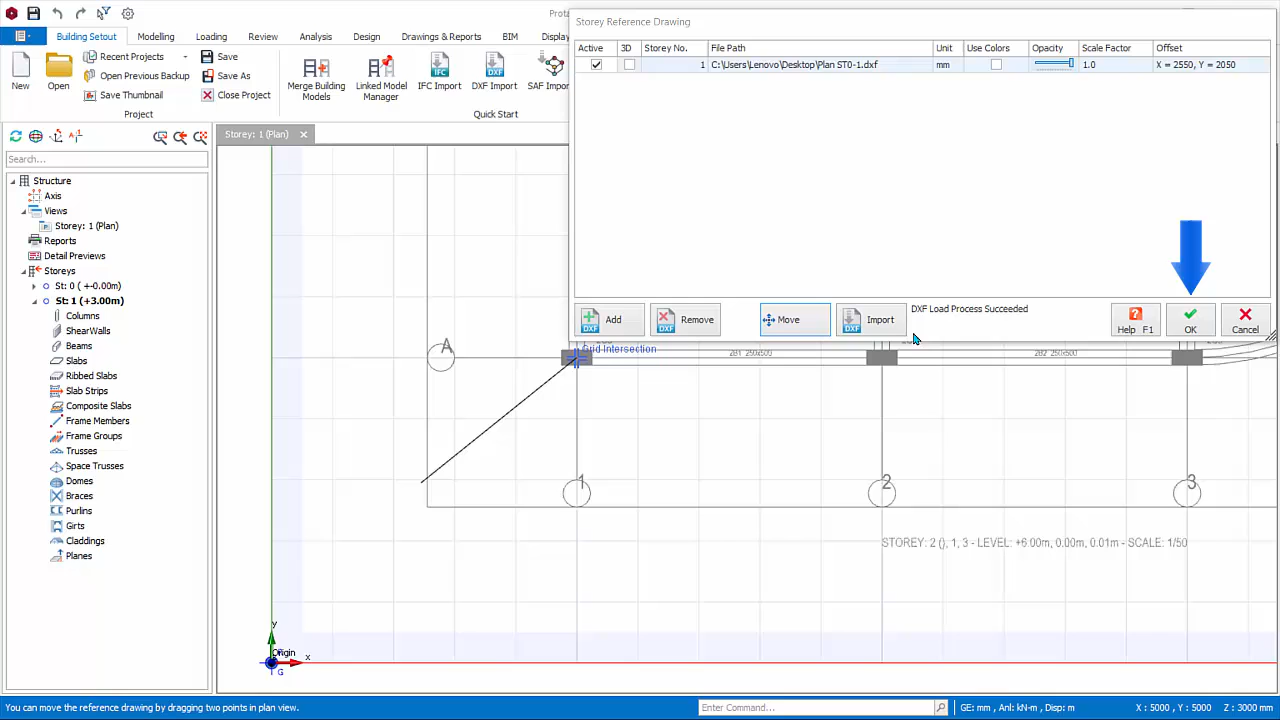 Prota
Building Setout
Modelling
Loading
Review
Analysis
Design
Drawings & Reports
BIM
Display
New
Open
Recent Projects
Open Previous Backup
Save Thumbnail
Save
Save As
Close Project
Project
Merge Building
Models
Linked Model
Manager
IFC Import
DXF Import
SAF Import
Quick Start
Search...
Structure
Axis
Views
Storey: 1 (Plan)
Reports
Detail Previews
Storeys
St: 0 ( +-0.00m)
St: 1 (+3.00m)
Columns
ShearWalls
Beams
Slabs
Ribbed Slabs
Slab Strips
Composite Slabs
Frame Members
Frame Groups
Trusses
Space Trusses
Domes
Braces
Purlins
Girts
Claddings
Planes
Storey: 1 (Plan)
Storey Reference Drawing
Active 3D Storey No. File Path Unit Use Colors Opacity Scale Factor Offset
1 C:\Users\Lenovo\Desktop\Plan ST0-1.dxf mm 1.0 X = 2550, Y = 2050
DXF Add
DXF Remove
Move
DXF Import
DXF Load Process Succeeded
Help F1
OK
Cancel
A
Grid Intersection
2B1 250x500
2B2 250x500
1
2
3
STOREY: 2 (), 1, 3 - LEVEL: +6.00m, 0.00m, 0.01m - SCALE: 1/50
y
Origin
x
G
You can move the reference drawing by dragging two points in plan view.
Enter Command...
GE: mm , Anl: kN-m , Disp: m
X : 5000 , Y : 5000
Z : 3000 mm